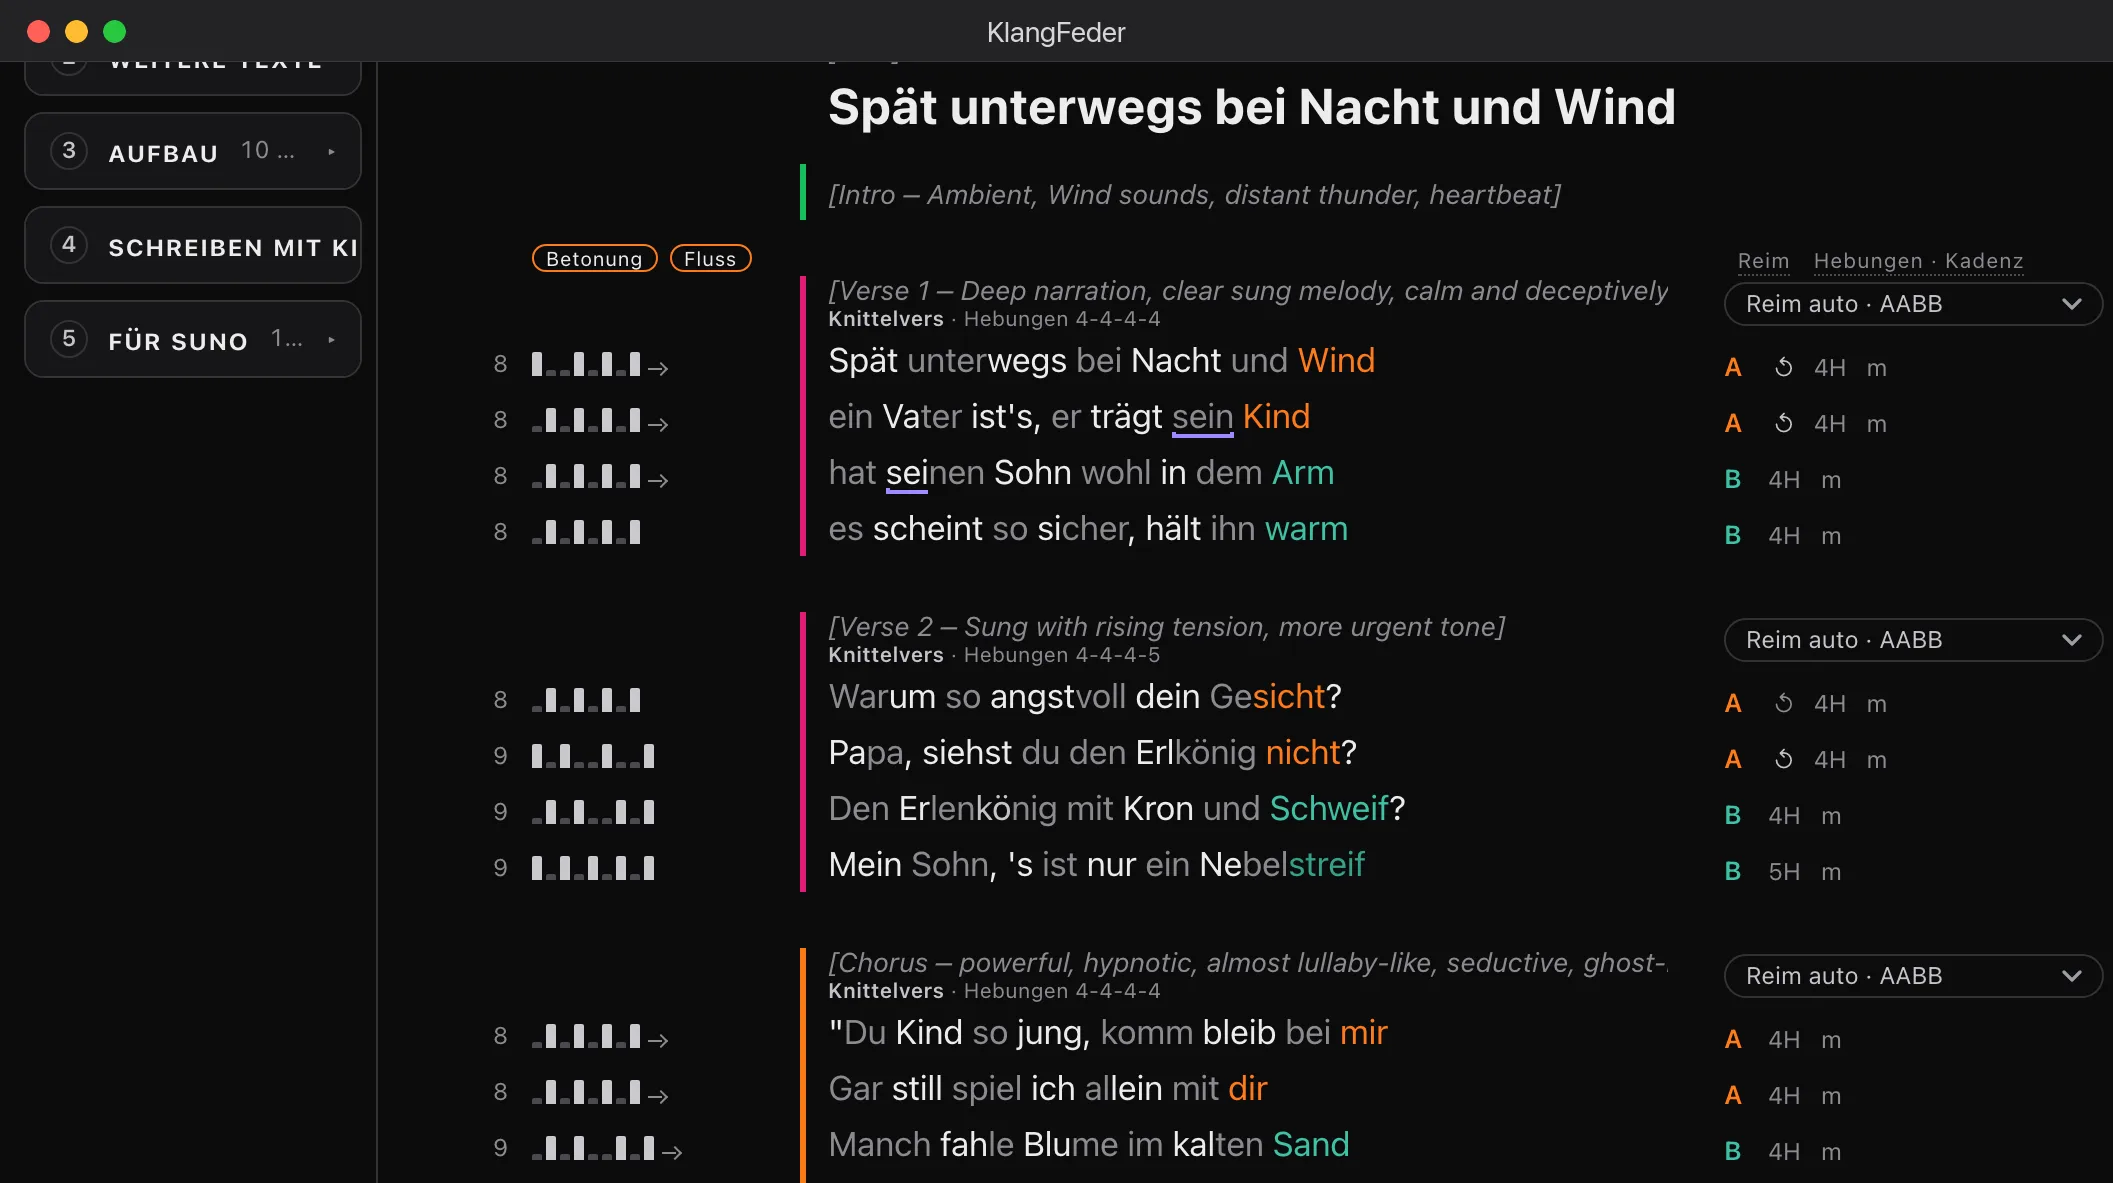 KlangFeder
WEITERE TEXTE
3 AUFBAU 10 ... ▸
4 SCHREIBEN MIT KI
5 FÜR SUNO 1... ▸
Spät unterwegs bei Nacht und Wind
[Intro – Ambient, Wind sounds, distant thunder, heartbeat]
Betonung Fluss
Reim Hebungen · Kadenz
[Verse 1 – Deep narration, clear sung melody, calm and deceptively
Reim auto · AABB
Knittelvers · Hebungen 4-4-4-4
8 → Spät unterwegs bei Nacht und Wind A 4H m
8 → ein Vater ist's, er trägt sein Kind A 4H m
8 → hat seinen Sohn wohl in dem Arm B 4H m
8 es scheint so sicher, hält ihn warm B 4H m
[Verse 2 – Sung with rising tension, more urgent tone]
Reim auto · AABB
Knittelvers · Hebungen 4-4-4-5
8 Warum so angstvoll dein Gesicht? A 4H m
9 Papa, siehst du den Erlkönig nicht? A 4H m
9 Den Erlenkönig mit Kron und Schweif? B 4H m
9 Mein Sohn, 's ist nur ein Nebelstreif B 5H m
[Chorus – powerful, hypnotic, almost lullaby-like, seductive, ghost-
Reim auto · AABB
Knittelvers · Hebungen 4-4-4-4
8 → "Du Kind so jung, komm bleib bei mir A 4H m
8 → Gar still spiel ich allein mit dir A 4H m
9 → Manch fahle Blume im kalten Sand B 4H m